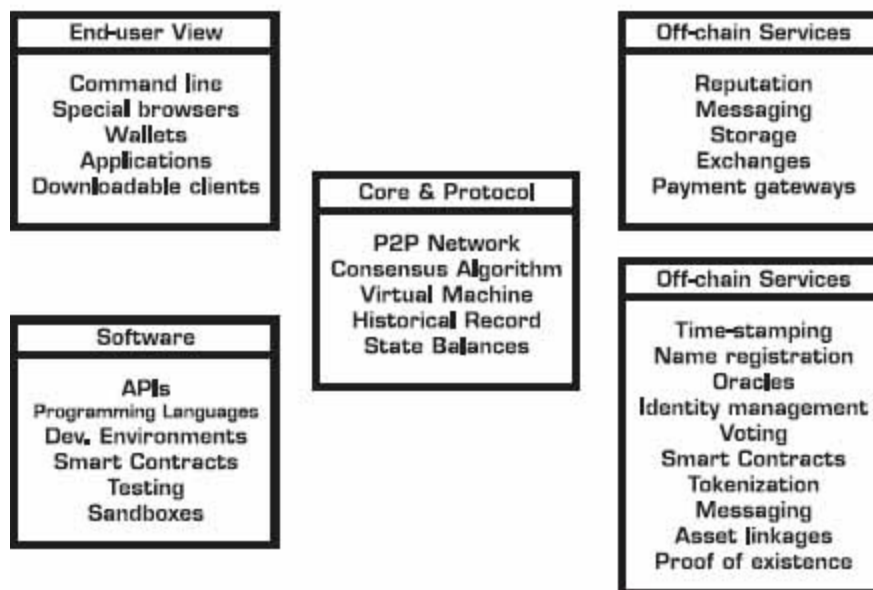 End-user View
Command line
Special browsers
Wallets
Applications
Downloadable clients
Software
APIs
Programming Languages
Dev. Environments
Smart Contracts
Testing
Sandboxes
Core & Protocol
P2P Network
Consensus Algorithm
Virtual Machine
Historical Record
State Balances
Off-chain Services
Reputation
Messaging
Storage
Exchanges
Payment gateways
Off-chain Services
Time-stamping
Name registration
Oracles
Identity management
Voting
Smart Contracts
Tokenization
Messaging
Asset linkages
Proof of existence